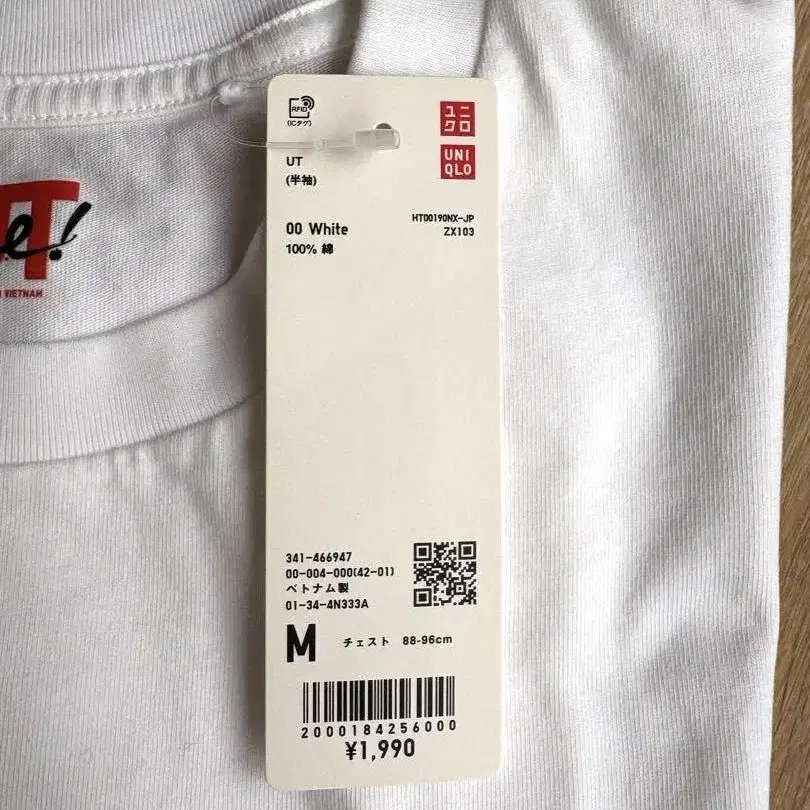 RFID
(ICタグ)
ユニ
クロ
UNI
QLO
UT
(半袖)
HT00190NX-JP
ZX103
00 White
100% 綿
e!
VIETNAM
341-466947
00-004-000(42-01)
ベトナム製
01-34-4N333A
M チェスト 88-96cm
2000184256000
¥1,990